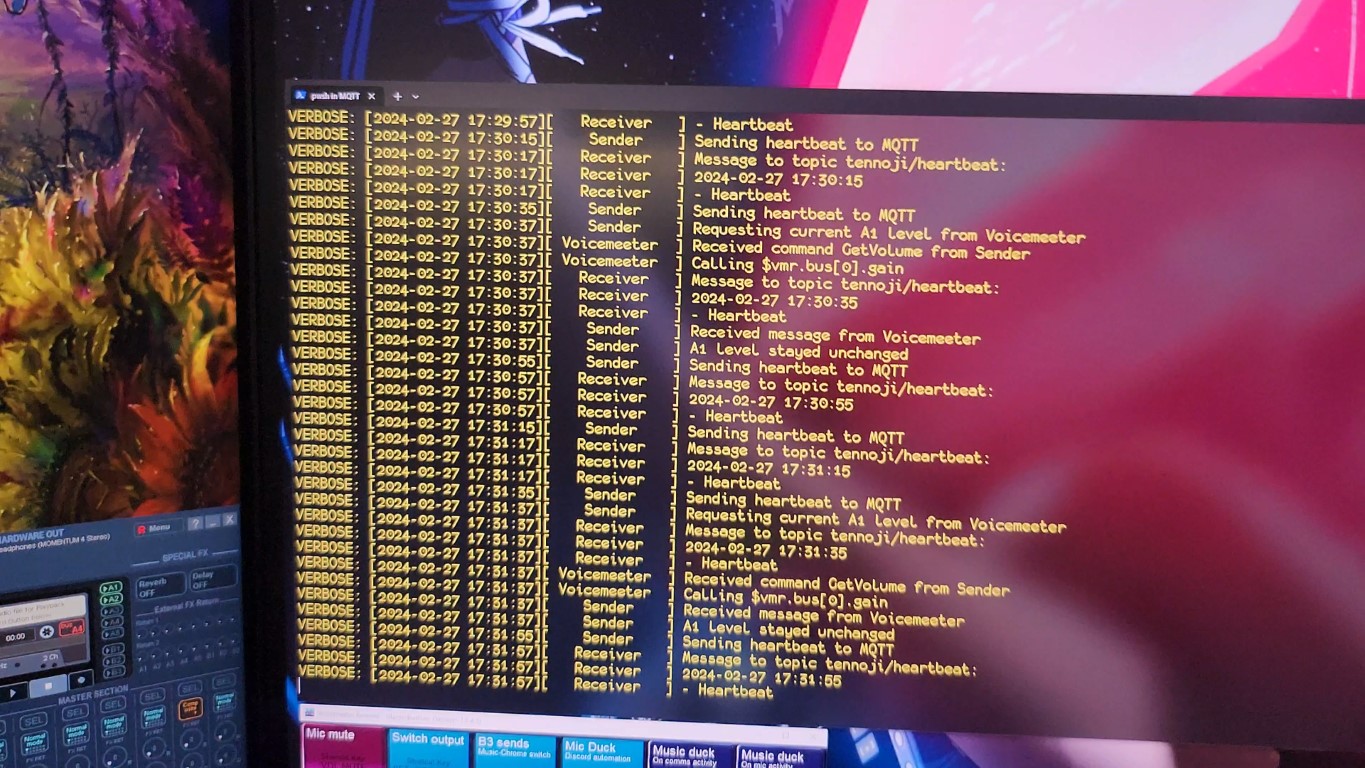 push in MQTT
VERBOSE: [2024-02-27 17:29:57][ Receiver ] - Heartbeat
VERBOSE: [2024-02-27 17:30:15][ Sender ] Sending heartbeat to MQTT
VERBOSE: [2024-02-27 17:30:17][ Receiver ] Message to topic tennoji/heartbeat:
VERBOSE: [2024-02-27 17:30:17][ Receiver ] 2024-02-27 17:30:15
VERBOSE: [2024-02-27 17:30:17][ Receiver ] - Heartbeat
VERBOSE: [2024-02-27 17:30:35][ Sender ] Sending heartbeat to MQTT
VERBOSE: [2024-02-27 17:30:37][ Sender ] Requesting current A1 level from Voicemeeter
VERBOSE: [2024-02-27 17:30:37][ Voicemeeter ] Received command GetVolume from Sender
VERBOSE: [2024-02-27 17:30:37][ Voicemeeter ] Calling $vmr.bus[0].gain
VERBOSE: [2024-02-27 17:30:37][ Receiver ] Message to topic tennoji/heartbeat:
VERBOSE: [2024-02-27 17:30:37][ Receiver ] 2024-02-27 17:30:35
VERBOSE: [2024-02-27 17:30:37][ Receiver ] - Heartbeat
VERBOSE: [2024-02-27 17:30:37][ Sender ] Received message from Voicemeeter
VERBOSE: [2024-02-27 17:30:37][ Sender ] A1 Level stayed unchanged
VERBOSE: [2024-02-27 17:30:55][ Sender ] Sending heartbeat to MQTT
VERBOSE: [2024-02-27 17:30:57][ Receiver ] Message to topic tennoji/heartbeat:
VERBOSE: [2024-02-27 17:30:57][ Receiver ] 2024-02-27 17:30:55
VERBOSE: [2024-02-27 17:30:57][ Receiver ] - Heartbeat
VERBOSE: [2024-02-27 17:31:15][ Sender ] Sending heartbeat to MQTT
VERBOSE: [2024-02-27 17:31:17][ Receiver ] Message to topic tennoji/heartbeat:
VERBOSE: [2024-02-27 17:31:17][ Receiver ] 2024-02-27 17:31:15
VERBOSE: [2024-02-27 17:31:17][ Receiver ] - Heartbeat
VERBOSE: [2024-02-27 17:31:35][ Sender ] Sending heartbeat to MQTT
VERBOSE: [2024-02-27 17:31:37][ Sender ] Requesting current A1 level from Voicemeeter
VERBOSE: [2024-02-27 17:31:37][ Receiver ] Message to topic tennoji/heartbeat:
VERBOSE: [2024-02-27 17:31:37][ Receiver ] 2024-02-27 17:31:35
VERBOSE: [2024-02-27 17:31:37][ Receiver ] - Heartbeat
VERBOSE: [2024-02-27 17:31:37][ Voicemeeter ] Received command GetVolume from Sender
VERBOSE: [2024-02-27 17:31:37][ Voicemeeter ] Calling $vmr.bus[0].gain
VERBOSE: [2024-02-27 17:31:37][ Sender ] Received message from Voicemeeter
VERBOSE: [2024-02-27 17:31:37][ Sender ] A1 Level stayed unchanged
VERBOSE: [2024-02-27 17:31:55][ Sender ] Sending heartbeat to MQTT
VERBOSE: [2024-02-27 17:31:57][ Receiver ] Message to topic tennoji/heartbeat:
VERBOSE: [2024-02-27 17:31:57][ Receiver ] 2024-02-27 17:31:55
VERBOSE: [2024-02-27 17:31:57][ Receiver ] - Heartbeat
HARDWARE OUT
(MOMENTUM 4 Stereo)
Menu
SPECIAL FX
Reverb Delay
OFF OFF
External FX Return
A1
A2
00:00
A4
2 Ch
MASTER SECTION
SEL SEL SEL SEL SEL SEL
Normal mode
Normal mode
Normal mode
Normal mode
Mic mute
Switch output
B3 sends
Music-Chrome switch
Mic Duck
Discord automation
Music duck
On comms activity
Music duck
On mic activity